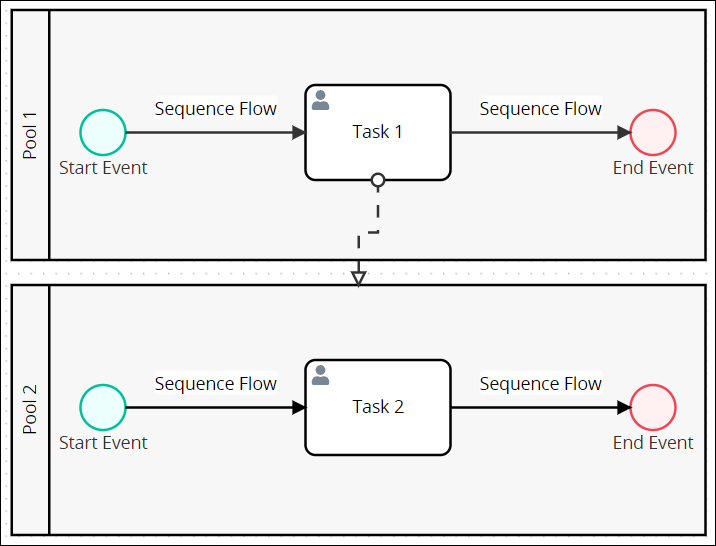 Pool 1
Sequence Flow
Sequence Flow
Task 1
Start Event
End Event
Pool 2
Sequence Flow
Sequence Flow
Task 2
Start Event
End Event